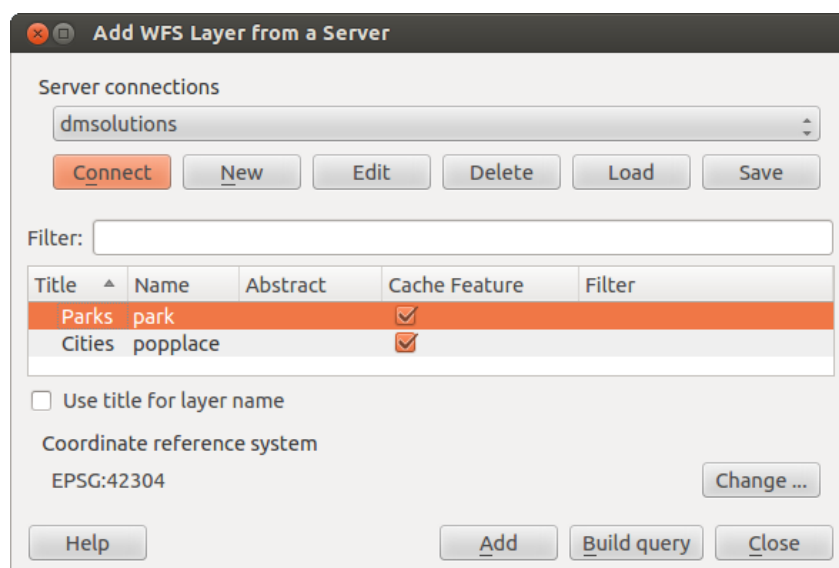 Add WFS Layer from a Server
Server connections
dmsolutions
Connect New Edit Delete Load Save
Filter:
Title Name Abstract Cache Feature Filter
Parks park
Cities popplace
Use title for layer name
Coordinate reference system
EPSG:42304 Change ...
Help Add Build query Close